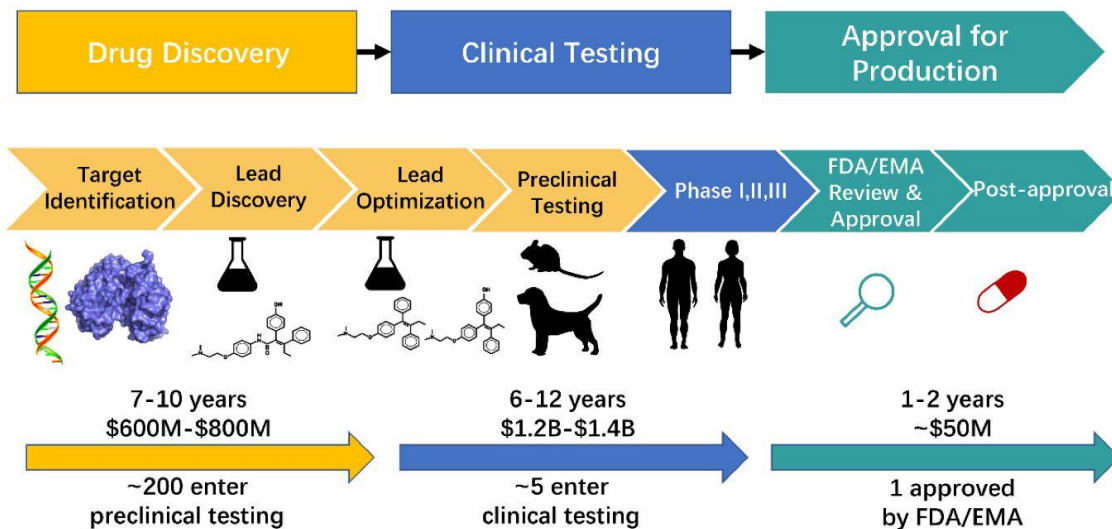 Drug Discovery
Clinical Testing
Approval for
Production
Target
Identification
Lead
Discovery
Lead
Optimization
Preclinical
Testing
Phase I,II,III
FDA/EMA
Review &
Approval
Post-approval
OH
H
N
O
N
O
N
O
OH
N
O
7-10 years
$600M-$800M
6-12 years
$1.2B-$1.4B
1-2 years
~$50M
~200 enter
preclinical testing
~5 enter
clinical testing
1 approved
by FDA/EMA